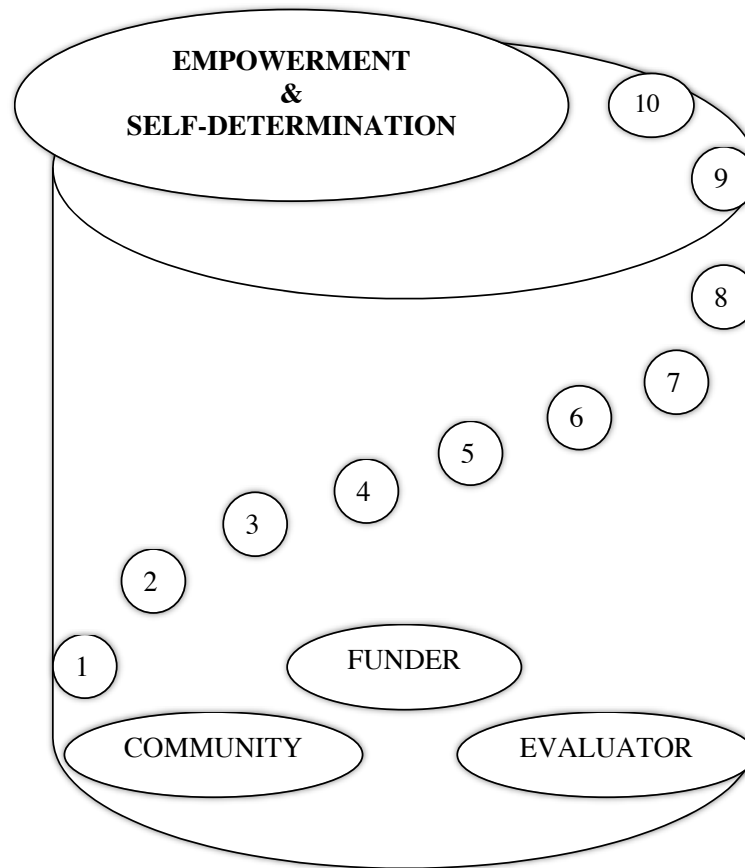 EMPOWERMENT
&
SELF-DETERMINATION
10
9
8
7
6
5
4
3
2
1
FUNDER
COMMUNITY
EVALUATOR